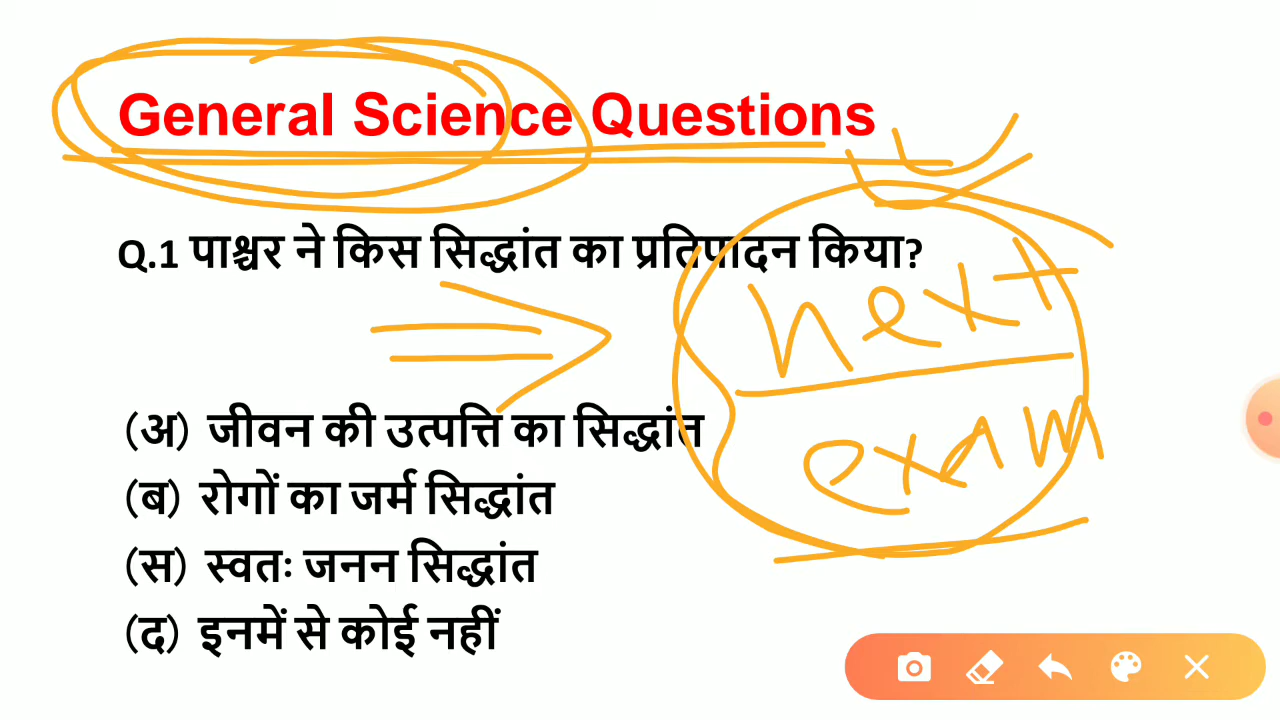 General Science Questions
Q.1 पाश्चर ने किस सिद्धांत का प्रतिपादन किया?
next
exam
(अ) जीवन की उत्पत्ति का सिद्धांत
(ब) रोगों का जर्म सिद्धांत
(स) स्वतः जनन सिद्धांत
(द) इनमें से कोई नहीं